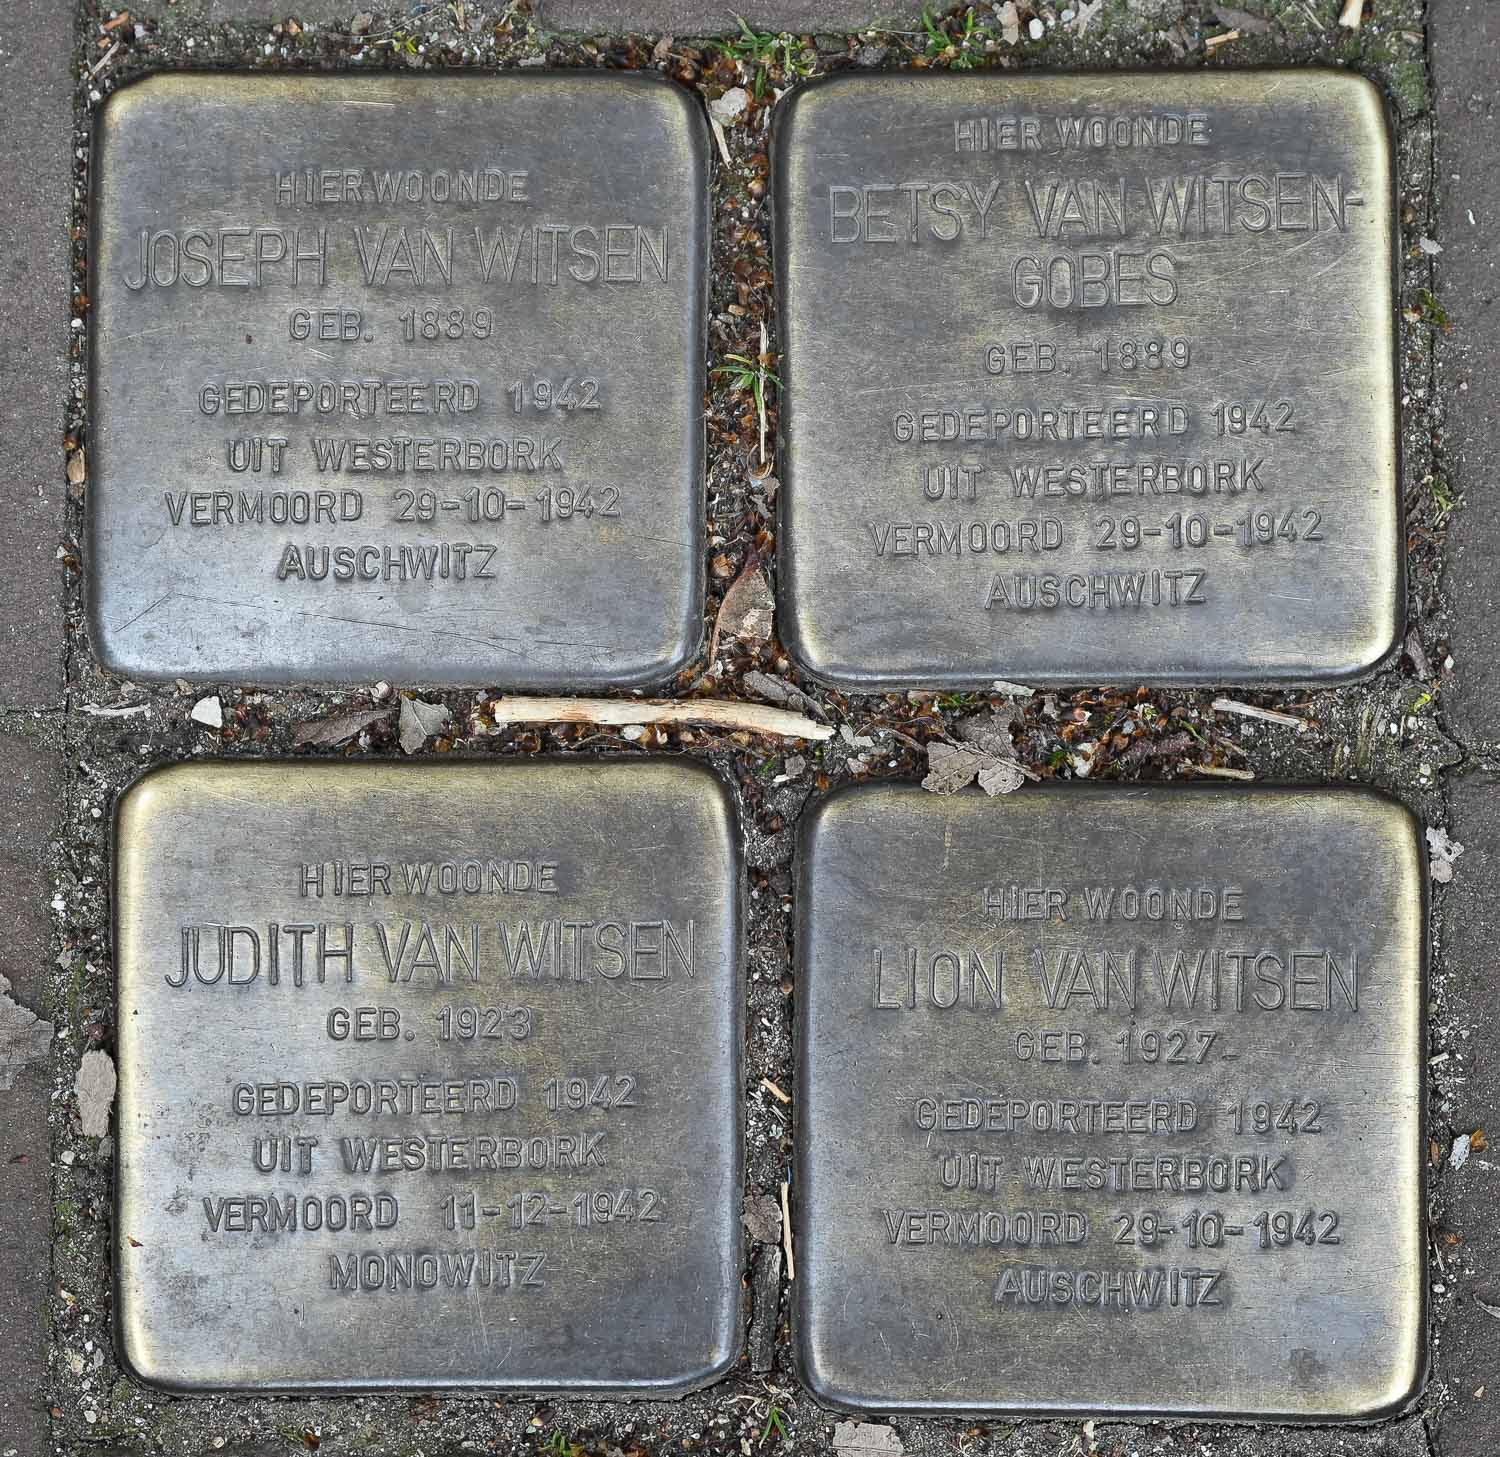 HIER WOONDE
JOSEPH VAN WITSEN
GEB. 1889
GEDEPORTEERD 1942
UIT WESTERBORK
VERMOORD 29-10-1942
AUSCHWITZ
HIER WOONDE
BETSY VAN WITSEN-
GOBES
GEB. 1889
GEDEPORTEERD 1942
UIT WESTERBORK
VERMOORD 29-10-1942
AUSCHWITZ
HIER WOONDE
JUDITH VAN WITSEN
GEB. 1923
GEDEPORTEERD 1942
UIT WESTERBORK
VERMOORD 11-12-1942
MONOWITZ
HIER WOONDE
LION VAN WITSEN
GEB. 1927
GEDEPORTEERD 1942
UIT WESTERBORK
VERMOORD 29-10-1942
AUSCHWITZ